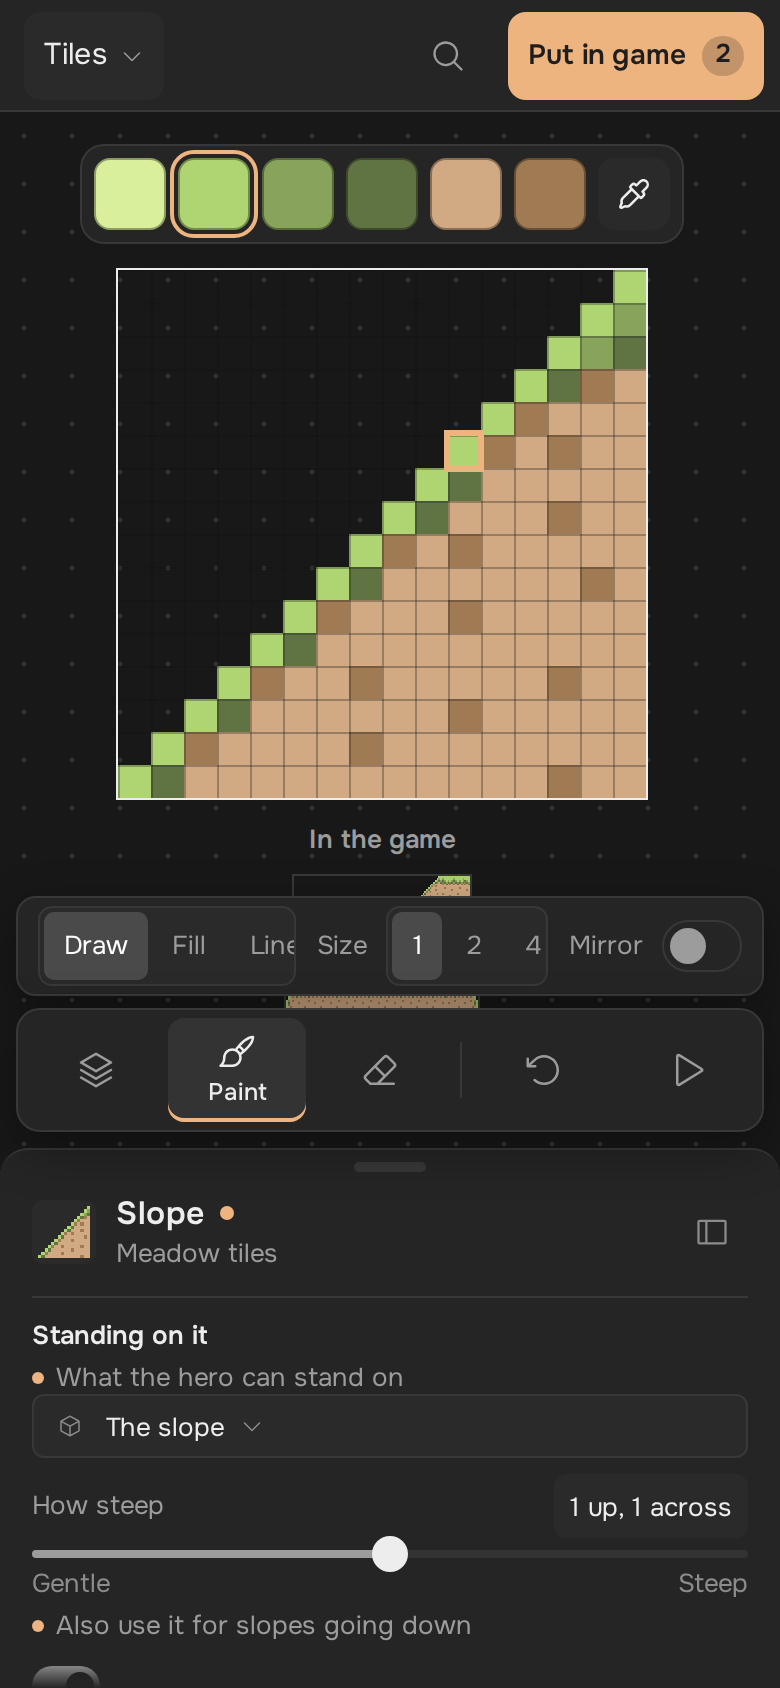 Tiles
Put in game 2
In the game
Draw Fill Line Size 1 2 4 Mirror
Paint
Slope
Meadow tiles
Standing on it
What the hero can stand on
The slope
How steep 1 up, 1 across
Gentle Steep
Also use it for slopes going down